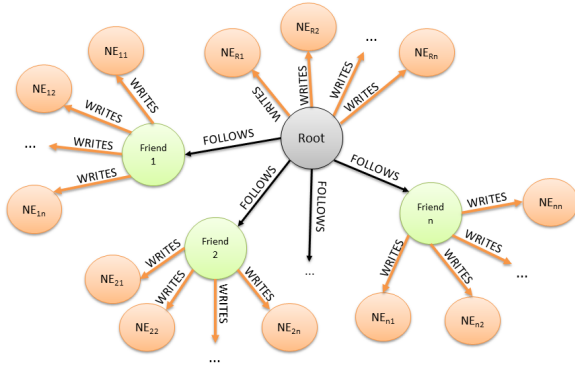 NE11
NE12
...
NE1n
WRITES
WRITES
WRITES
WRITES
Friend
1
FOLLOWS
NER1
NER2
...
NERn
WRITES
WRITES
WRITES
WRITES
Root
FOLLOWS
FOLLOWS
...
FOLLOWS
Friend
2
WRITES
WRITES
WRITES
WRITES
NE21
NE22
...
NE2n
Friend
n
WRITES
WRITES
WRITES
WRITES
NEnn
...
NEn2
NEn1